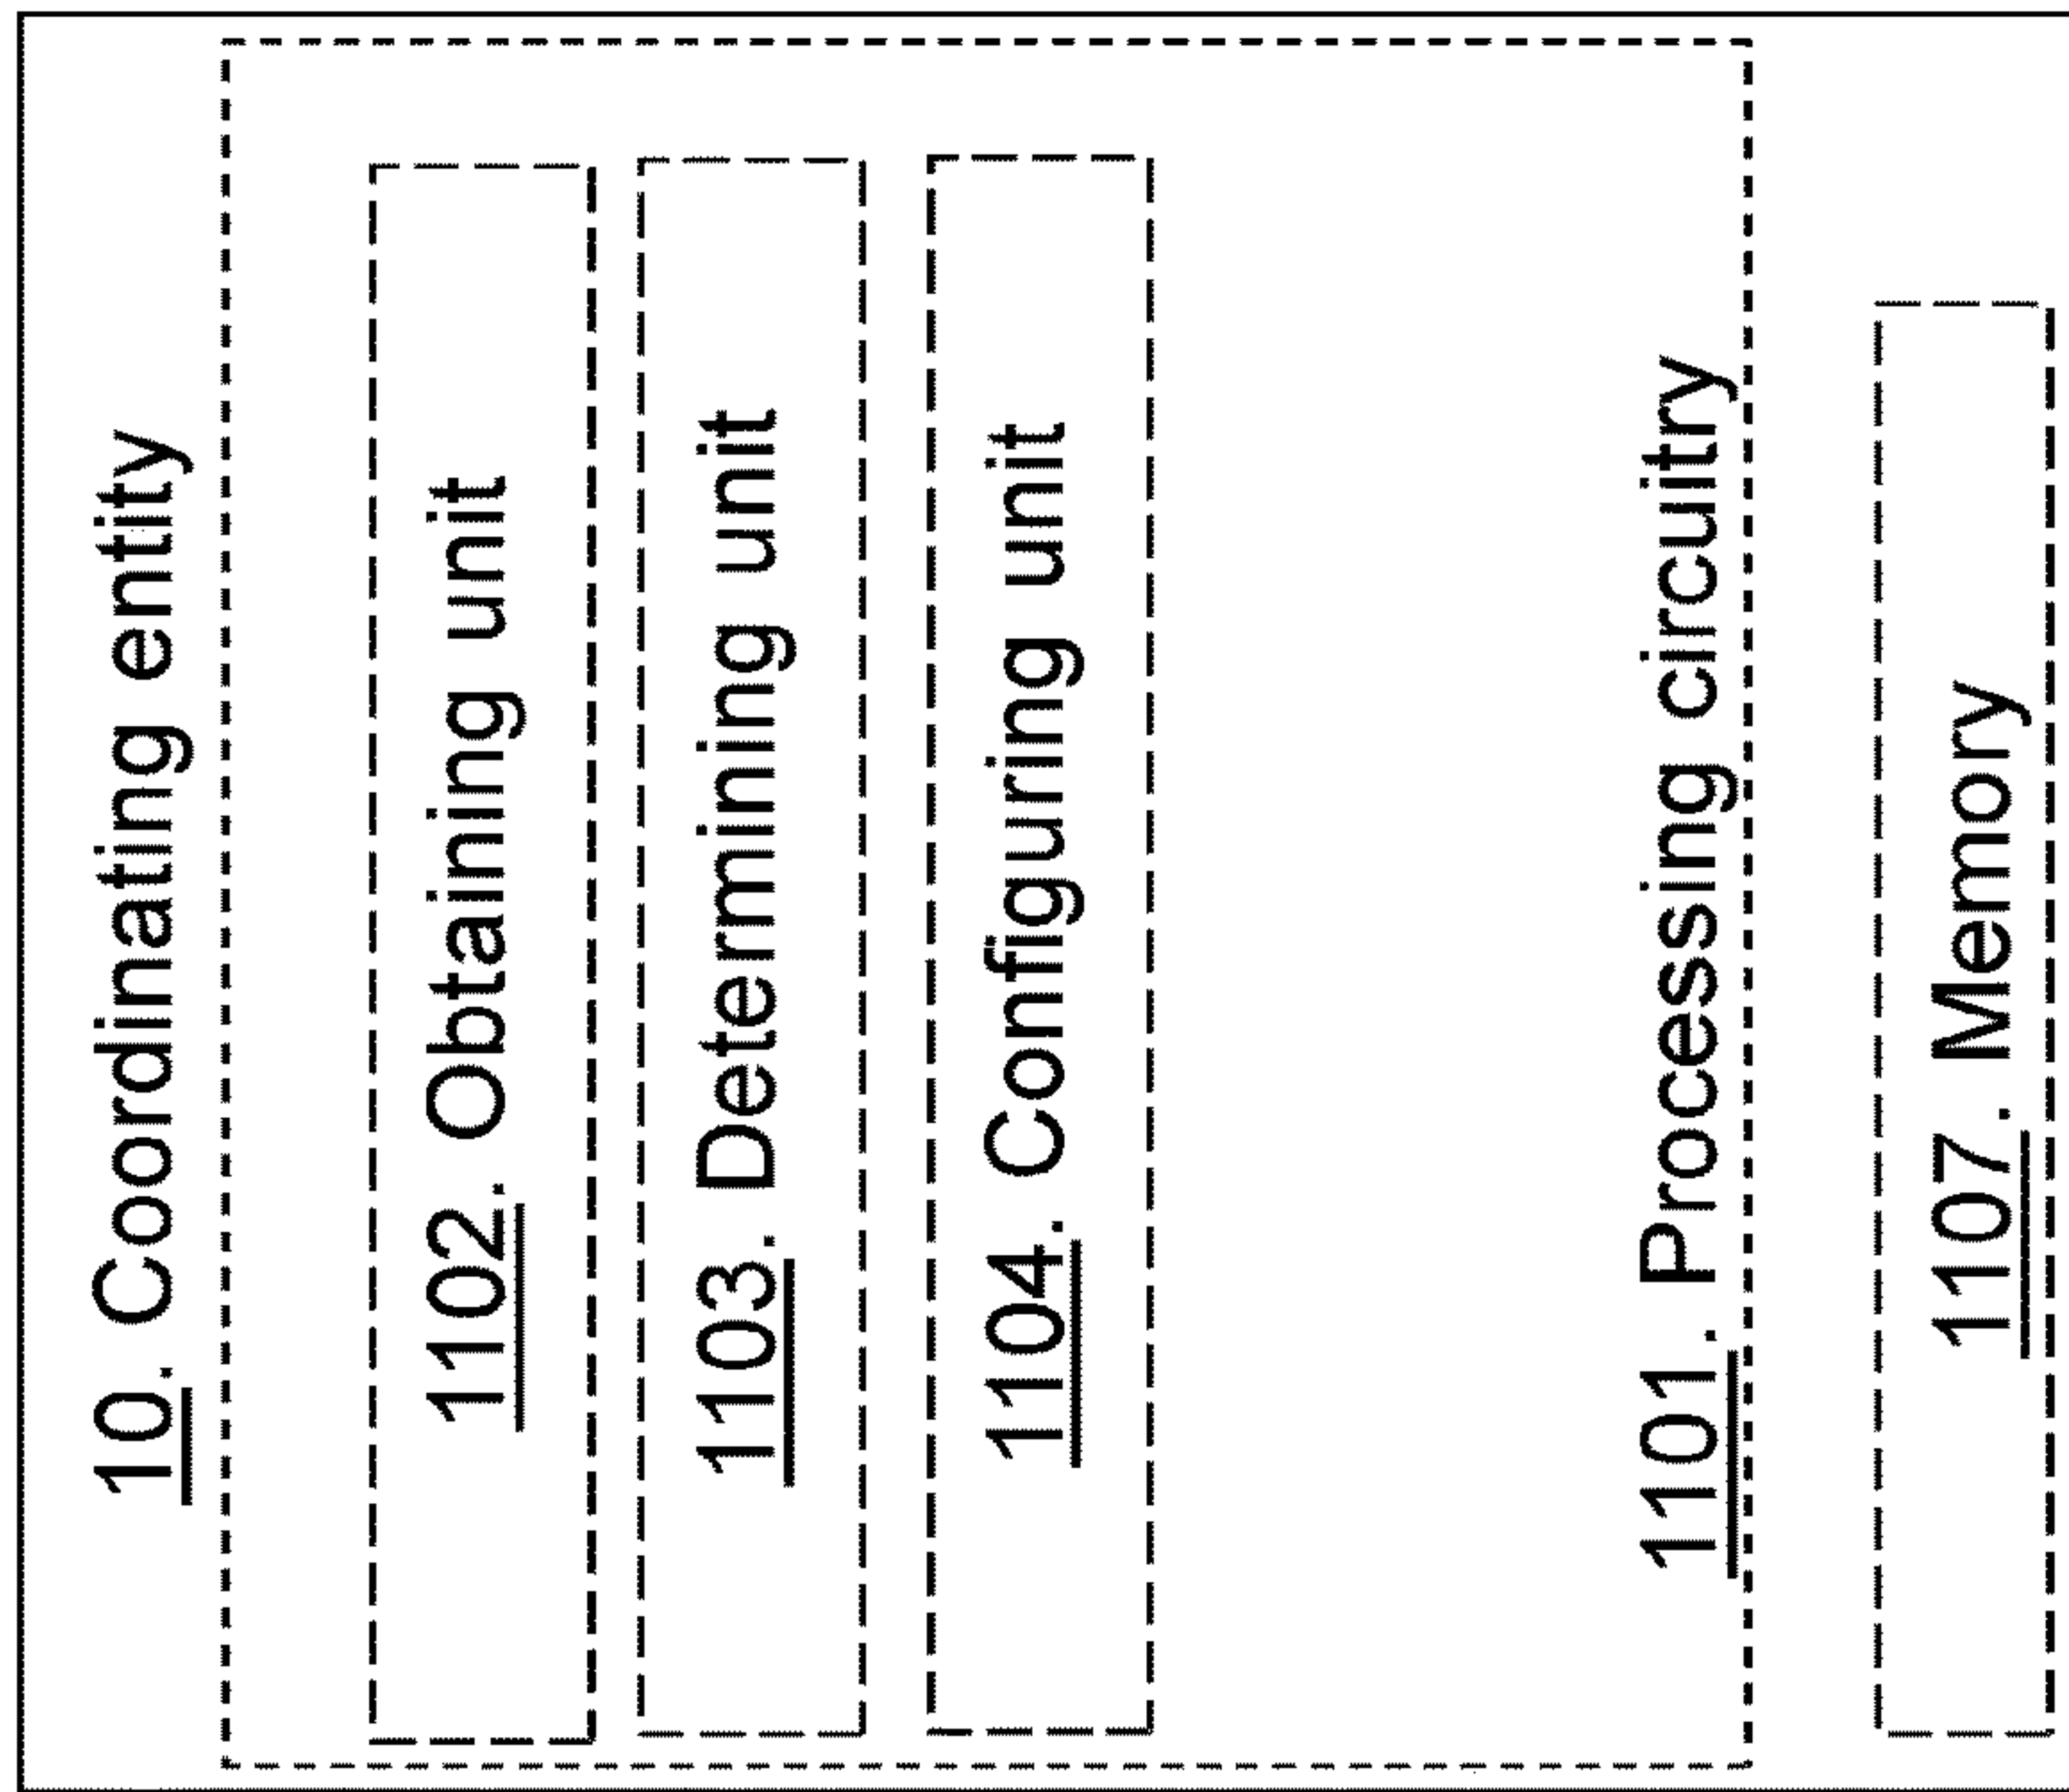 10. Coordinating entity
1102. Obtaining unit
1103. Determining unit
1104. Configuring unit
1101. Processing circuitry
1107. Memory